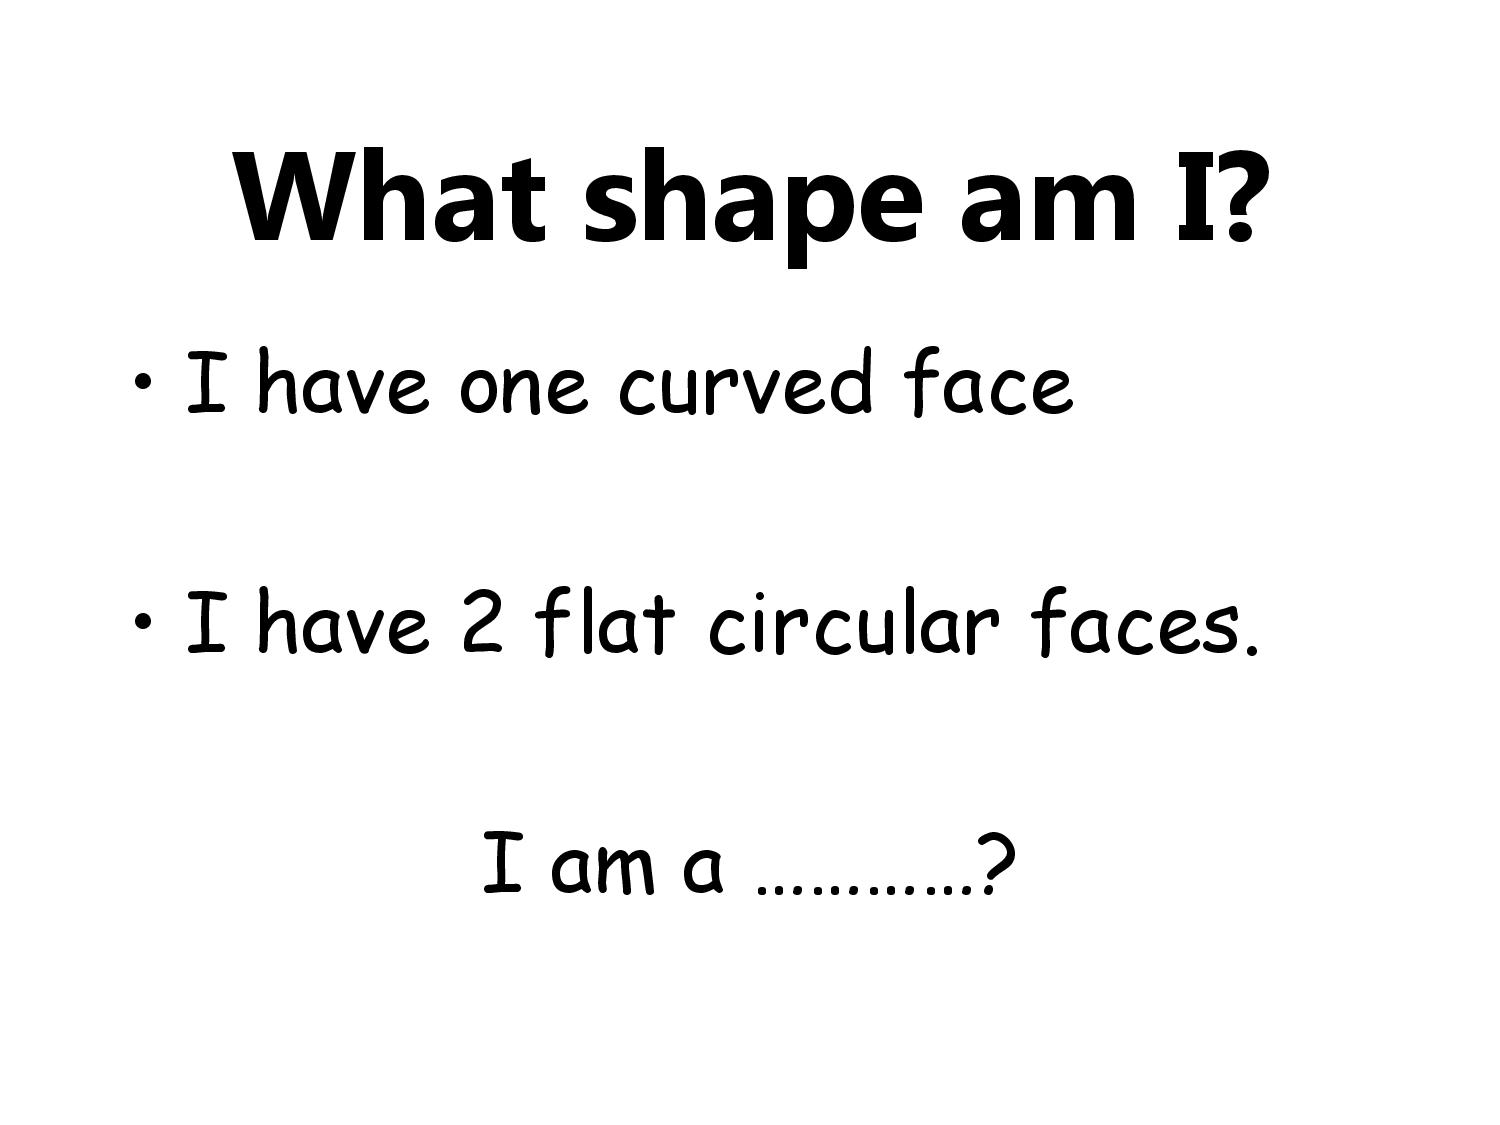 What shape am I?
• I have one curved face
• I have 2 flat circular faces.
I am a …………?